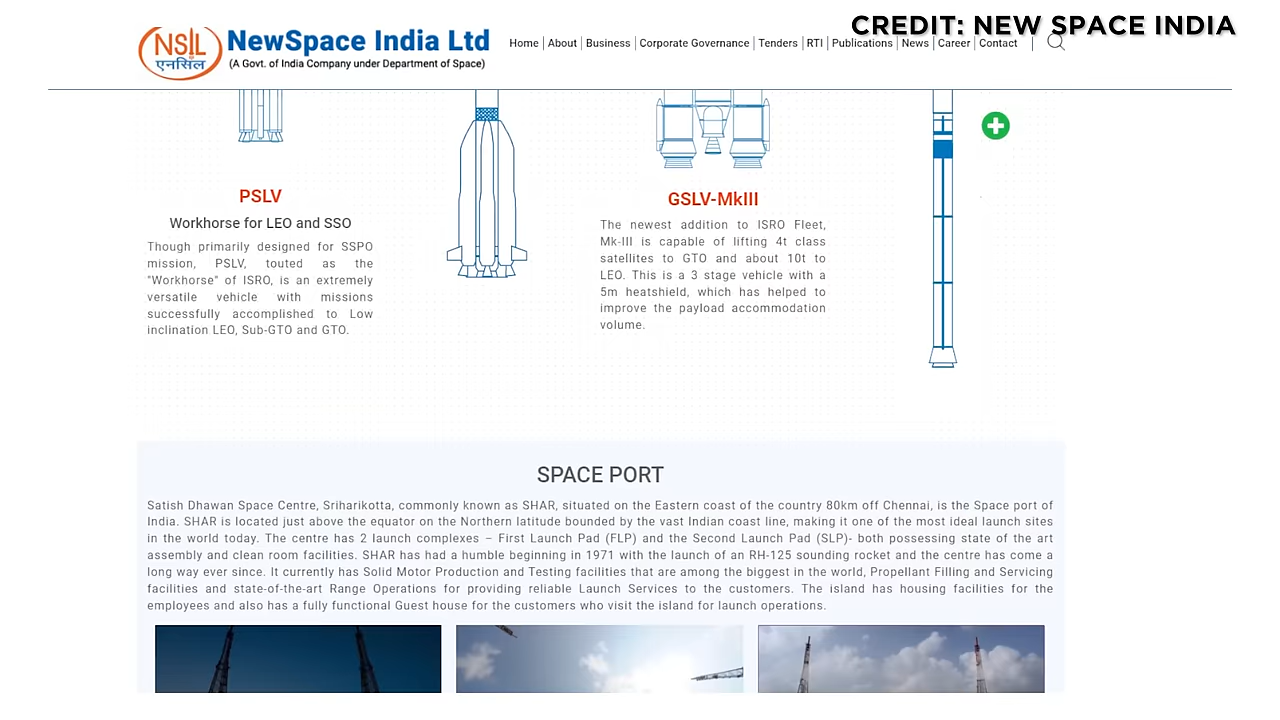 CREDIT: NEW SPACE INDIA
NSIL
एनसिल
NewSpace India Ltd
(A Govt. of India Company under Department of Space)
Home | About | Business | Corporate Governance | Tenders | RTI | Publications | News | Career | Contact
PSLV
Workhorse for LEO and SSO
Though primarily designed for SSPO
mission, PSLV, touted as the
"Workhorse" of ISRO, is an extremely
versatile vehicle with missions
successfully accomplished to Low
inclination LEO, Sub-GTO and GTO.
GSLV-MkIII
The newest addition to ISRO Fleet,
Mk-III is capable of lifting 4t class
satellites to GTO and about 10t to
LEO. This is a 3 stage vehicle with a
5m heatshield, which has helped to
improve the payload accommodation
volume.
SPACE PORT
Satish Dhawan Space Centre, Sriharikotta, commonly known as SHAR, situated on the Eastern coast of the country 80km off Chennai, is the Space port of
India. SHAR is located just above the equator on the Northern latitude bounded by the vast Indian coast line, making it one of the most ideal launch sites
in the world today. The centre has 2 launch complexes – First Launch Pad (FLP) and the Second Launch Pad (SLP)- both possessing state of the art
assembly and clean room facilities. SHAR has had a humble beginning in 1971 with the launch of an RH-125 sounding rocket and the centre has come a
long way ever since. It currently has Solid Motor Production and Testing facilities that are among the biggest in the world, Propellant Filling and Servicing
facilities and state-of-the-art Range Operations for providing reliable Launch Services to the customers. The island has housing facilities for the
employees and also has a fully functional Guest house for the customers who visit the island for launch operations.